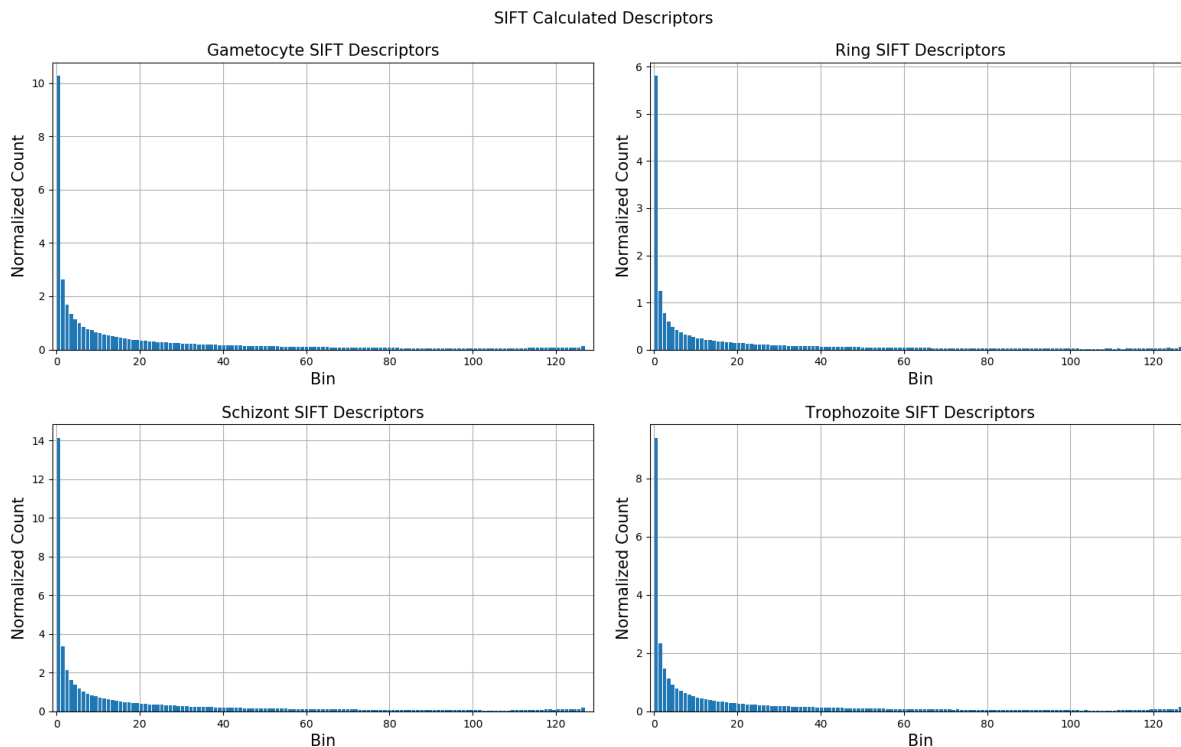 SIFT Calculated Descriptors
Gametocyte SIFT Descriptors
Normalized Count
10
8
6
4
2
0
0 20 40 60 80 100 120
Bin
Ring SIFT Descriptors
Normalized Count
6
5
4
3
2
1
0
0 20 40 60 80 100 120
Bin
Schizont SIFT Descriptors
Normalized Count
14
12
10
8
6
4
2
0
0 20 40 60 80 100 120
Bin
Trophozoite SIFT Descriptors
Normalized Count
8
6
4
2
0
0 20 40 60 80 100 120
Bin